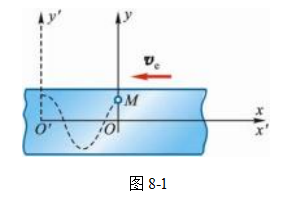 y′ y
v_e
M
O′ O x
x′
图 8-1